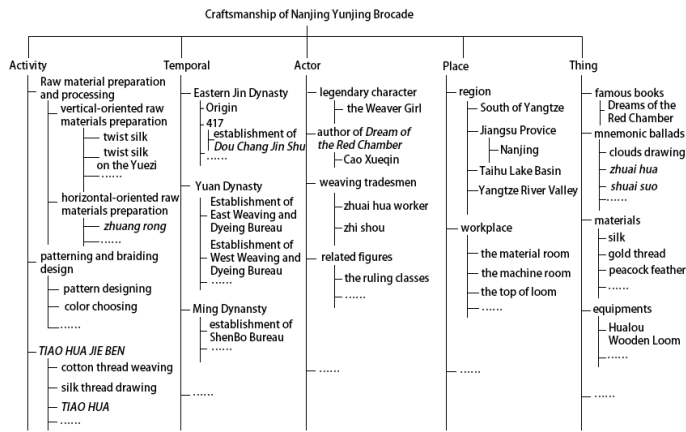 Craftsmanship of Nanjing Yunjing Brocade
Activity
Raw material preparation
and processing
vertical-oriented raw
materials preparation
twist silk
twist silk
on the Yuezi
......
horizontal-oriented raw
materials preparation
zhuang rong
......
patterning and braiding
design
pattern designing
color choosing
......
TIAO HUA JIE BEN
cotton thread weaving
silk thread drawing
TIAO HUA
......
Temporal
Eastern Jin Dynasty
Origin
417
establishment of
Dou Chang Jin Shu
......
Yuan Dynasty
Establishment of
East Weaving and
Dyeing Bureau
Establishment of
West Weaving and
Dyeing Bureau
......
Ming Dynansty
establishment of
ShenBo Bureau
......
......
Actor
legendary character
the Weaver Girl
author of Dream of
the Red Chamber
Cao Xueqin
weaving tradesmen
zhuai hua worker
zhi shou
related figures
the ruling classes
......
......
Place
region
South of Yangtze
Jiangsu Provice
Nanjing
Taihu Lake Basin
Yangtze River Valley
workplace
the material room
the machine room
the top of loom
......
......
Thing
famous books
Dreams of the
Red Chamber
mnemonic ballads
clouds drawing
zhuai hua
shuai suo
......
materials
silk
gold thread
peacock feather
......
equipments
Hualou
Wooden Loom
......
......